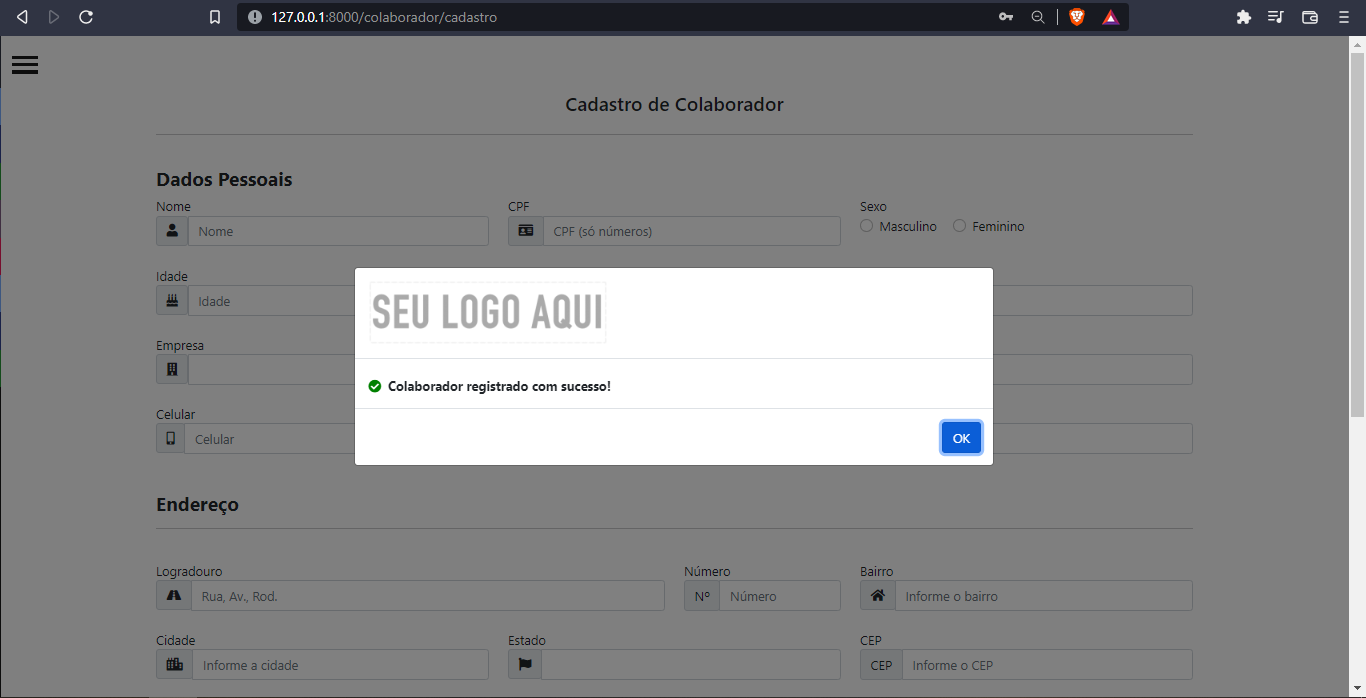 127.0.0.1:8000/colaborador/cadastro
Cadastro de Colaborador
Dados Pessoais
Nome CPF Sexo
Nome CPF (só números) Masculino Feminino
Idade
Idade
SEU LOGO AQUI
Empresa
Colaborador registrado com sucesso!
Celular
Celular
OK
Endereço
Logradouro Número Bairro
Rua, Av., Rod. Nº Número Informe o bairro
Cidade Estado CEP
Informe a cidade CEP Informe o CEP